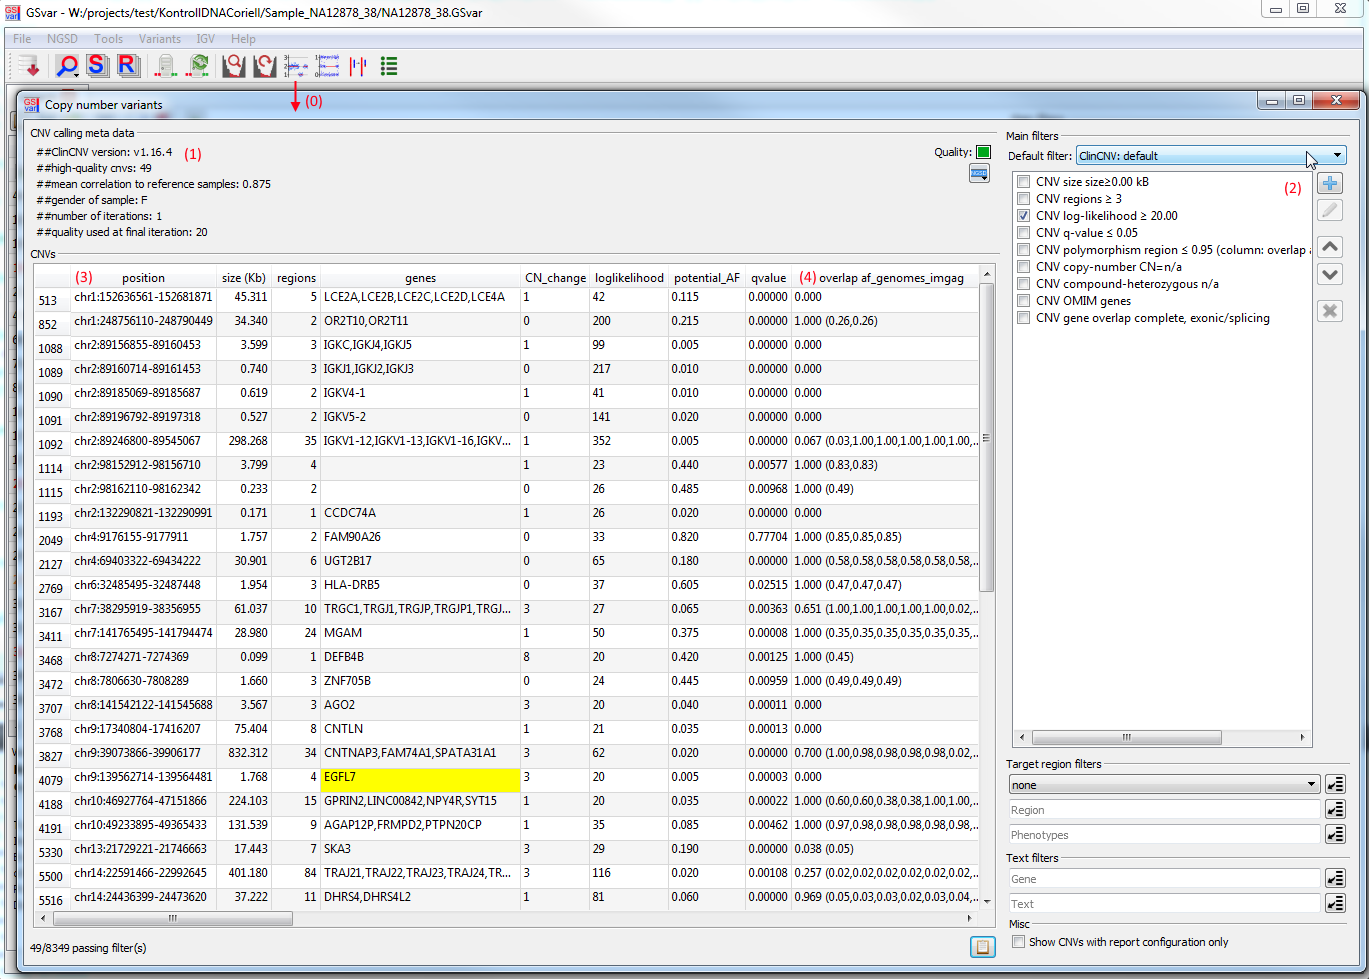 GSvar - W:/projects/test/KontrollDNACoriell/Sample_NA12878_38/NA12878_38.GSvar
File NGSD Tools Variants IGV Help
(0)
Copy number variants
CNV calling meta data
##ClinCNV version: v1.16.4 (1)
##high-quality cnvs: 49
##mean correlation to reference samples: 0.875
##gender of sample: F
##number of iterations: 1
##quality used at final iteration: 20
Quality:
NGSD
CNVs
(3) position size (Kb) regions genes CN_change loglikelihood potential_AF qvalue (4) overlap af_genomes_imgag
513 chr1:152636561-152681871 45.311 5 LCE2A,LCE2B,LCE2C,LCE2D,LCE4A 1 42 0.115 0.00000 0.000
852 chr1:248756110-248790449 34.340 2 OR2T10,OR2T11 0 200 0.215 0.00000 1.000 (0.26,0.26)
1088 chr2:89156855-89160453 3.599 3 IGKC,IGKJ4,IGKJ5 1 99 0.005 0.00000 0.000
1089 chr2:89160714-89161453 0.740 3 IGKJ1,IGKJ2,IGKJ3 0 217 0.010 0.00000 0.000
1090 chr2:89185069-89185687 0.619 2 IGKV4-1 1 41 0.010 0.00000 0.000
1091 chr2:89196792-89197318 0.527 2 IGKV5-2 0 141 0.020 0.00000 0.000
1092 chr2:89246800-89545067 298.268 35 IGKV1-12,IGKV1-13,IGKV1-16,IGKV... 1 352 0.005 0.00000 0.067 (0.03,1.00,1.00,1.00,1.00,1.00,...
1114 chr2:98152912-98156710 3.799 4 1 23 0.440 0.00577 1.000 (0.83,0.83)
1115 chr2:98162110-98162342 0.233 2 0 26 0.485 0.00968 1.000 (0.49)
1193 chr2:132290821-132290991 0.171 1 CCDC74A 1 26 0.020 0.00000 0.000
2049 chr4:9176155-9177911 1.757 2 FAM90A26 0 33 0.820 0.77704 1.000 (0.85,0.85,0.85)
2127 chr4:69403322-69434222 30.901 6 UGT2B17 0 65 0.180 0.00000 1.000 (0.58,0.58,0.58,0.58,0.58,0.58,...
2769 chr6:32485495-32487448 1.954 3 HLA-DRB5 0 37 0.605 0.02515 1.000 (0.47,0.47,0.47)
3167 chr7:38295919-38356955 61.037 10 TRGC1,TRGJ1,TRGJP,TRGJP1,TRGJ... 3 27 0.065 0.00363 0.651 (1.00,1.00,1.00,1.00,1.00,0.02,...
3411 chr7:141765495-141794474 28.980 24 MGAM 1 50 0.375 0.00008 1.000 (0.35,0.35,0.35,0.35,0.35,0.35,...
3468 chr8:7274271-7274369 0.099 1 DEFB4B 8 20 0.420 0.00125 1.000 (0.45)
3472 chr8:7806630-7808289 1.660 3 ZNF705B 0 24 0.445 0.00959 1.000 (0.49,0.49,0.49)
3707 chr8:141542122-141545688 3.567 3 AGO2 3 20 0.040 0.00011 0.000
3768 chr9:17340804-17416207 75.404 8 CNTLN 1 21 0.035 0.00013 0.000
3827 chr9:39073866-39906177 832.312 34 CNTNAP3,FAM74A1,SPATA31A1 3 62 0.020 0.00000 0.700 (1.00,0.98,0.98,0.98,0.98,0.02,...
4079 chr9:139562714-139564481 1.768 4 EGFL7 3 20 0.005 0.00003 0.000
4188 chr10:46927764-47151866 224.103 15 GPRIN2,LINC00842,NPY4R,SYT15 1 20 0.035 0.00022 1.000 (0.60,0.60,0.38,0.38,1.00,1.00,...
4191 chr10:49233895-49365433 131.539 9 AGAP12P,FRMPD2,PTPN20CP 1 35 0.085 0.00462 1.000 (0.97,0.98,0.98,0.98,0.98,0.98,...
5330 chr13:21729221-21746663 17.443 7 SKA3 3 29 0.190 0.00000 0.038 (0.05)
5500 chr14:22591466-22992645 401.180 84 TRAJ21,TRAJ22,TRAJ23,TRAJ24,TR... 3 116 0.020 0.00108 0.257 (0.02,0.02,0.02,0.02,0.02,0.02,...
5516 chr14:24436399-24473620 37.222 11 DHRS4,DHRS4L2 1 81 0.060 0.00000 0.969 (0.05,0.03,0.03,0.02,0.03,0.04,...
49/8349 passing filter(s)
Main filters
Default filter: ClinCNV: default
CNV size size≥0.00 kB (2)
CNV regions ≥ 3
CNV log-likelihood ≥ 20.00
CNV q-value ≤ 0.05
CNV polymorphism region ≤ 0.95 (column: overlap
CNV copy-number CN=n/a
CNV compound-heterozygous n/a
CNV OMIM genes
CNV gene overlap complete, exonic/splicing
Target region filters
none
Region
Phenotypes
Text filters
Gene
Text
Misc
Show CNVs with report configuration only